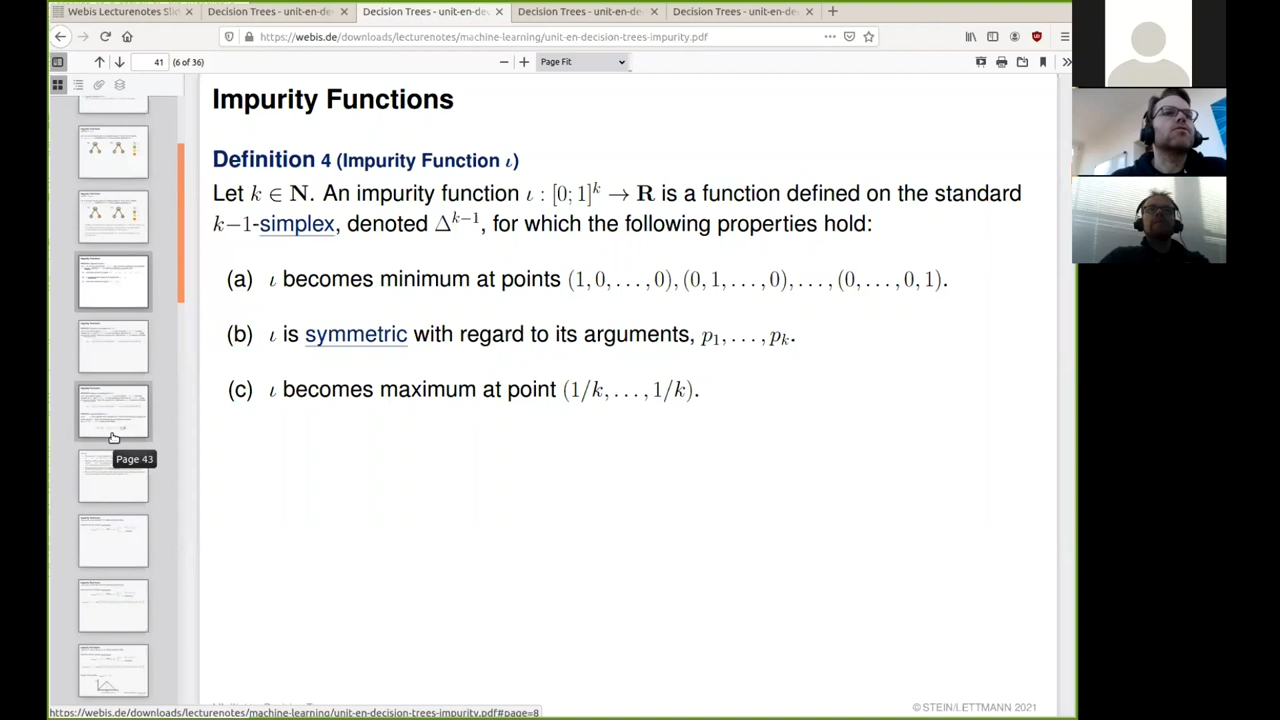 Webis Lecturenotes Sli
Decision Trees - unit-en-de
Decision Trees - unit-en-de
Decision Trees - unit-en-de
Decision Trees - unit-en-de
https://webis.de/downloads/lecturenotes/machine-learning/unit-en-decision-trees-impurity.pdf
41 (6 of 36)
Page Fit
Impurity Functions
Definition 4 (Impurity Function ι)
Let k ∈ N. An impurity function ι : [0; 1]^k → R is a function defined on the standard
k−1-simplex, denoted Δ^{k−1}, for which the following properties hold:
(a) ι becomes minimum at points (1, 0, . . . , 0), (0, 1, . . . , 0), . . . , (0, . . . , 0, 1).
(b) ι is symmetric with regard to its arguments, p₁, . . . , pₖ.
(c) ι becomes maximum at point (1/k, . . . , 1/k).
Page 43
©STEIN/LETTMANN 2021
https://webis.de/downloads/lecturenotes/machine-learning/unit-en-decision-trees-impurity.pdf#page=8